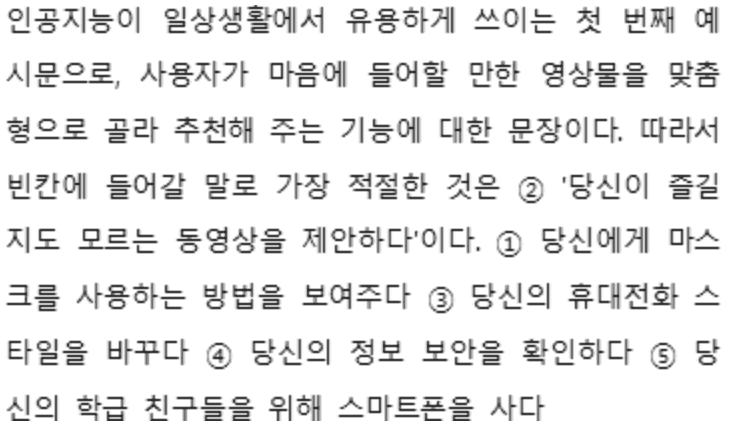 인공지능이 일상생활에서 유용하게 쓰이는 첫 번째 예
시문으로, 사용자가 마음에 들어할 만한 영상물을 맞춤
형으로 골라 추천해 주는 기능에 대한 문장이다. 따라서
빈칸에 들어갈 말로 가장 적절한 것은 ② '당신이 즐길
지도 모르는 동영상을 제안하다'이다. ① 당신에게 마스
크를 사용하는 방법을 보여주다 ③ 당신의 휴대전화 스
타일을 바꾸다 ④ 당신의 정보 보안을 확인하다 ⑤ 당
신의 학급 친구들을 위해 스마트폰을 사다